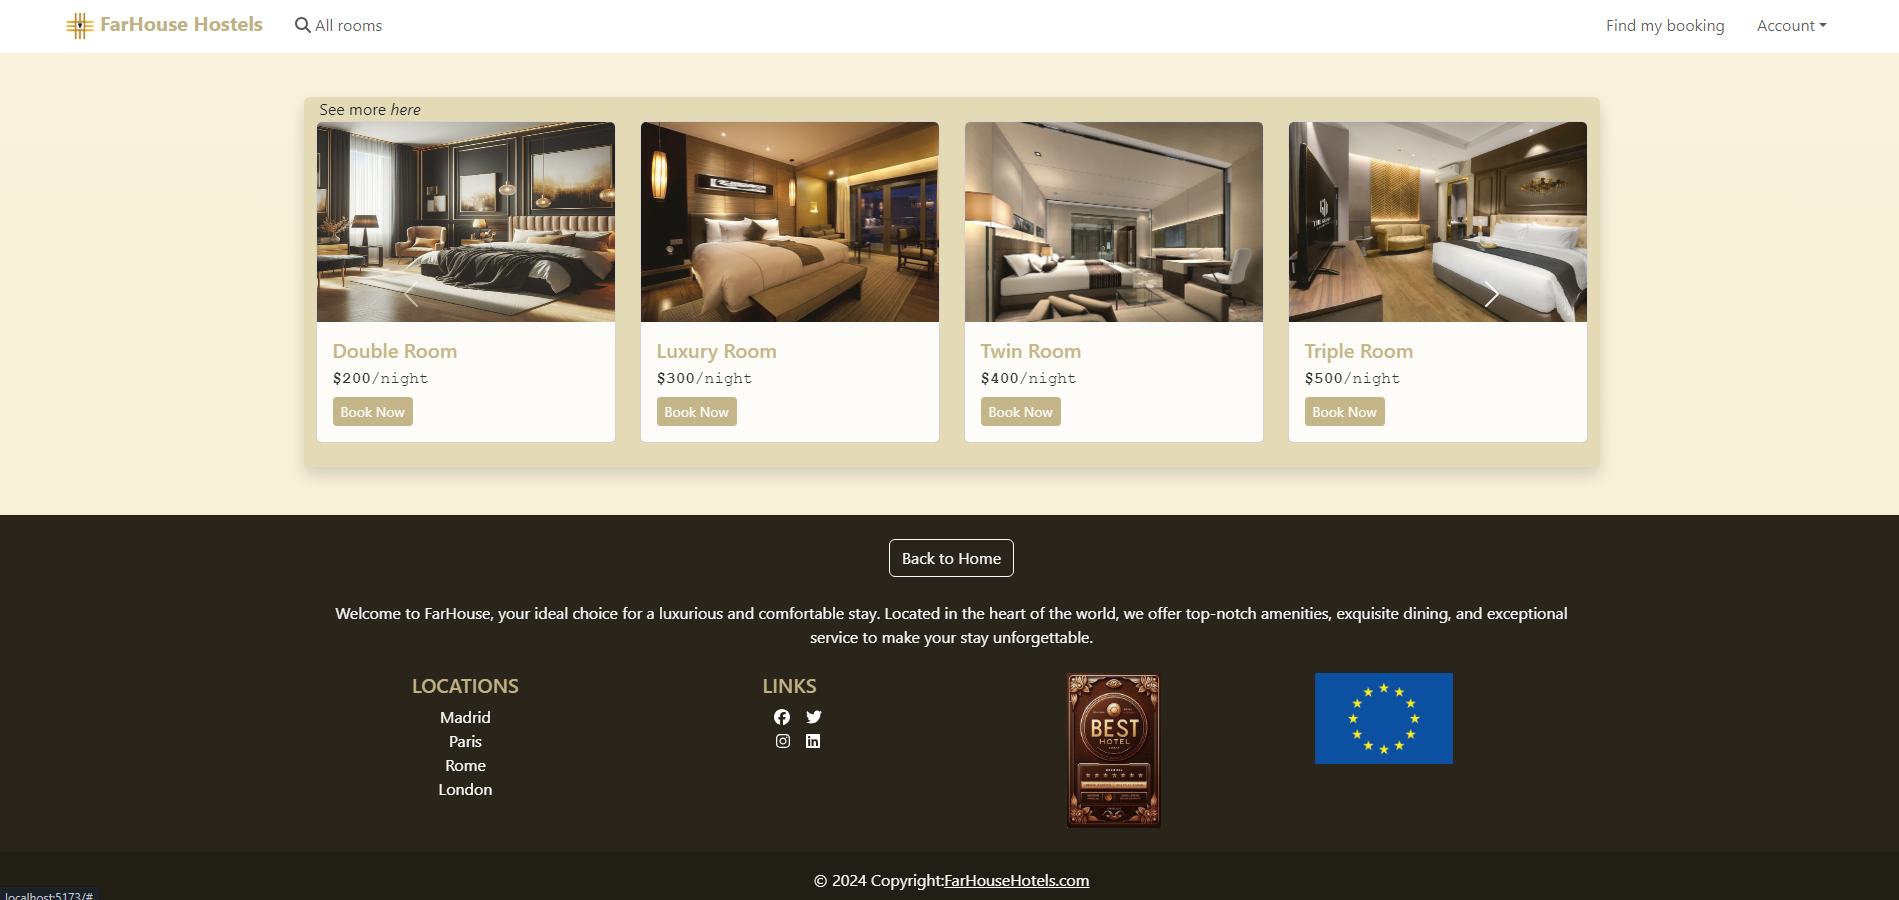 FarHouse Hostels
All rooms
Find my booking
Account
See more here
Double Room
$200/night
Book Now
Luxury Room
$300/night
Book Now
Twin Room
$400/night
Book Now
Triple Room
$500/night
Book Now
Back to Home
Welcome to FarHouse, your ideal choice for a luxurious and comfortable stay. Located in the heart of the world, we offer top-notch amenities, exquisite dining, and exceptional
service to make your stay unforgettable.
LOCATIONS
Madrid
Paris
Rome
London
LINKS
BEST
HOTEL
© 2024 Copyright:FarHouseHotels.com
localhost:5173/#